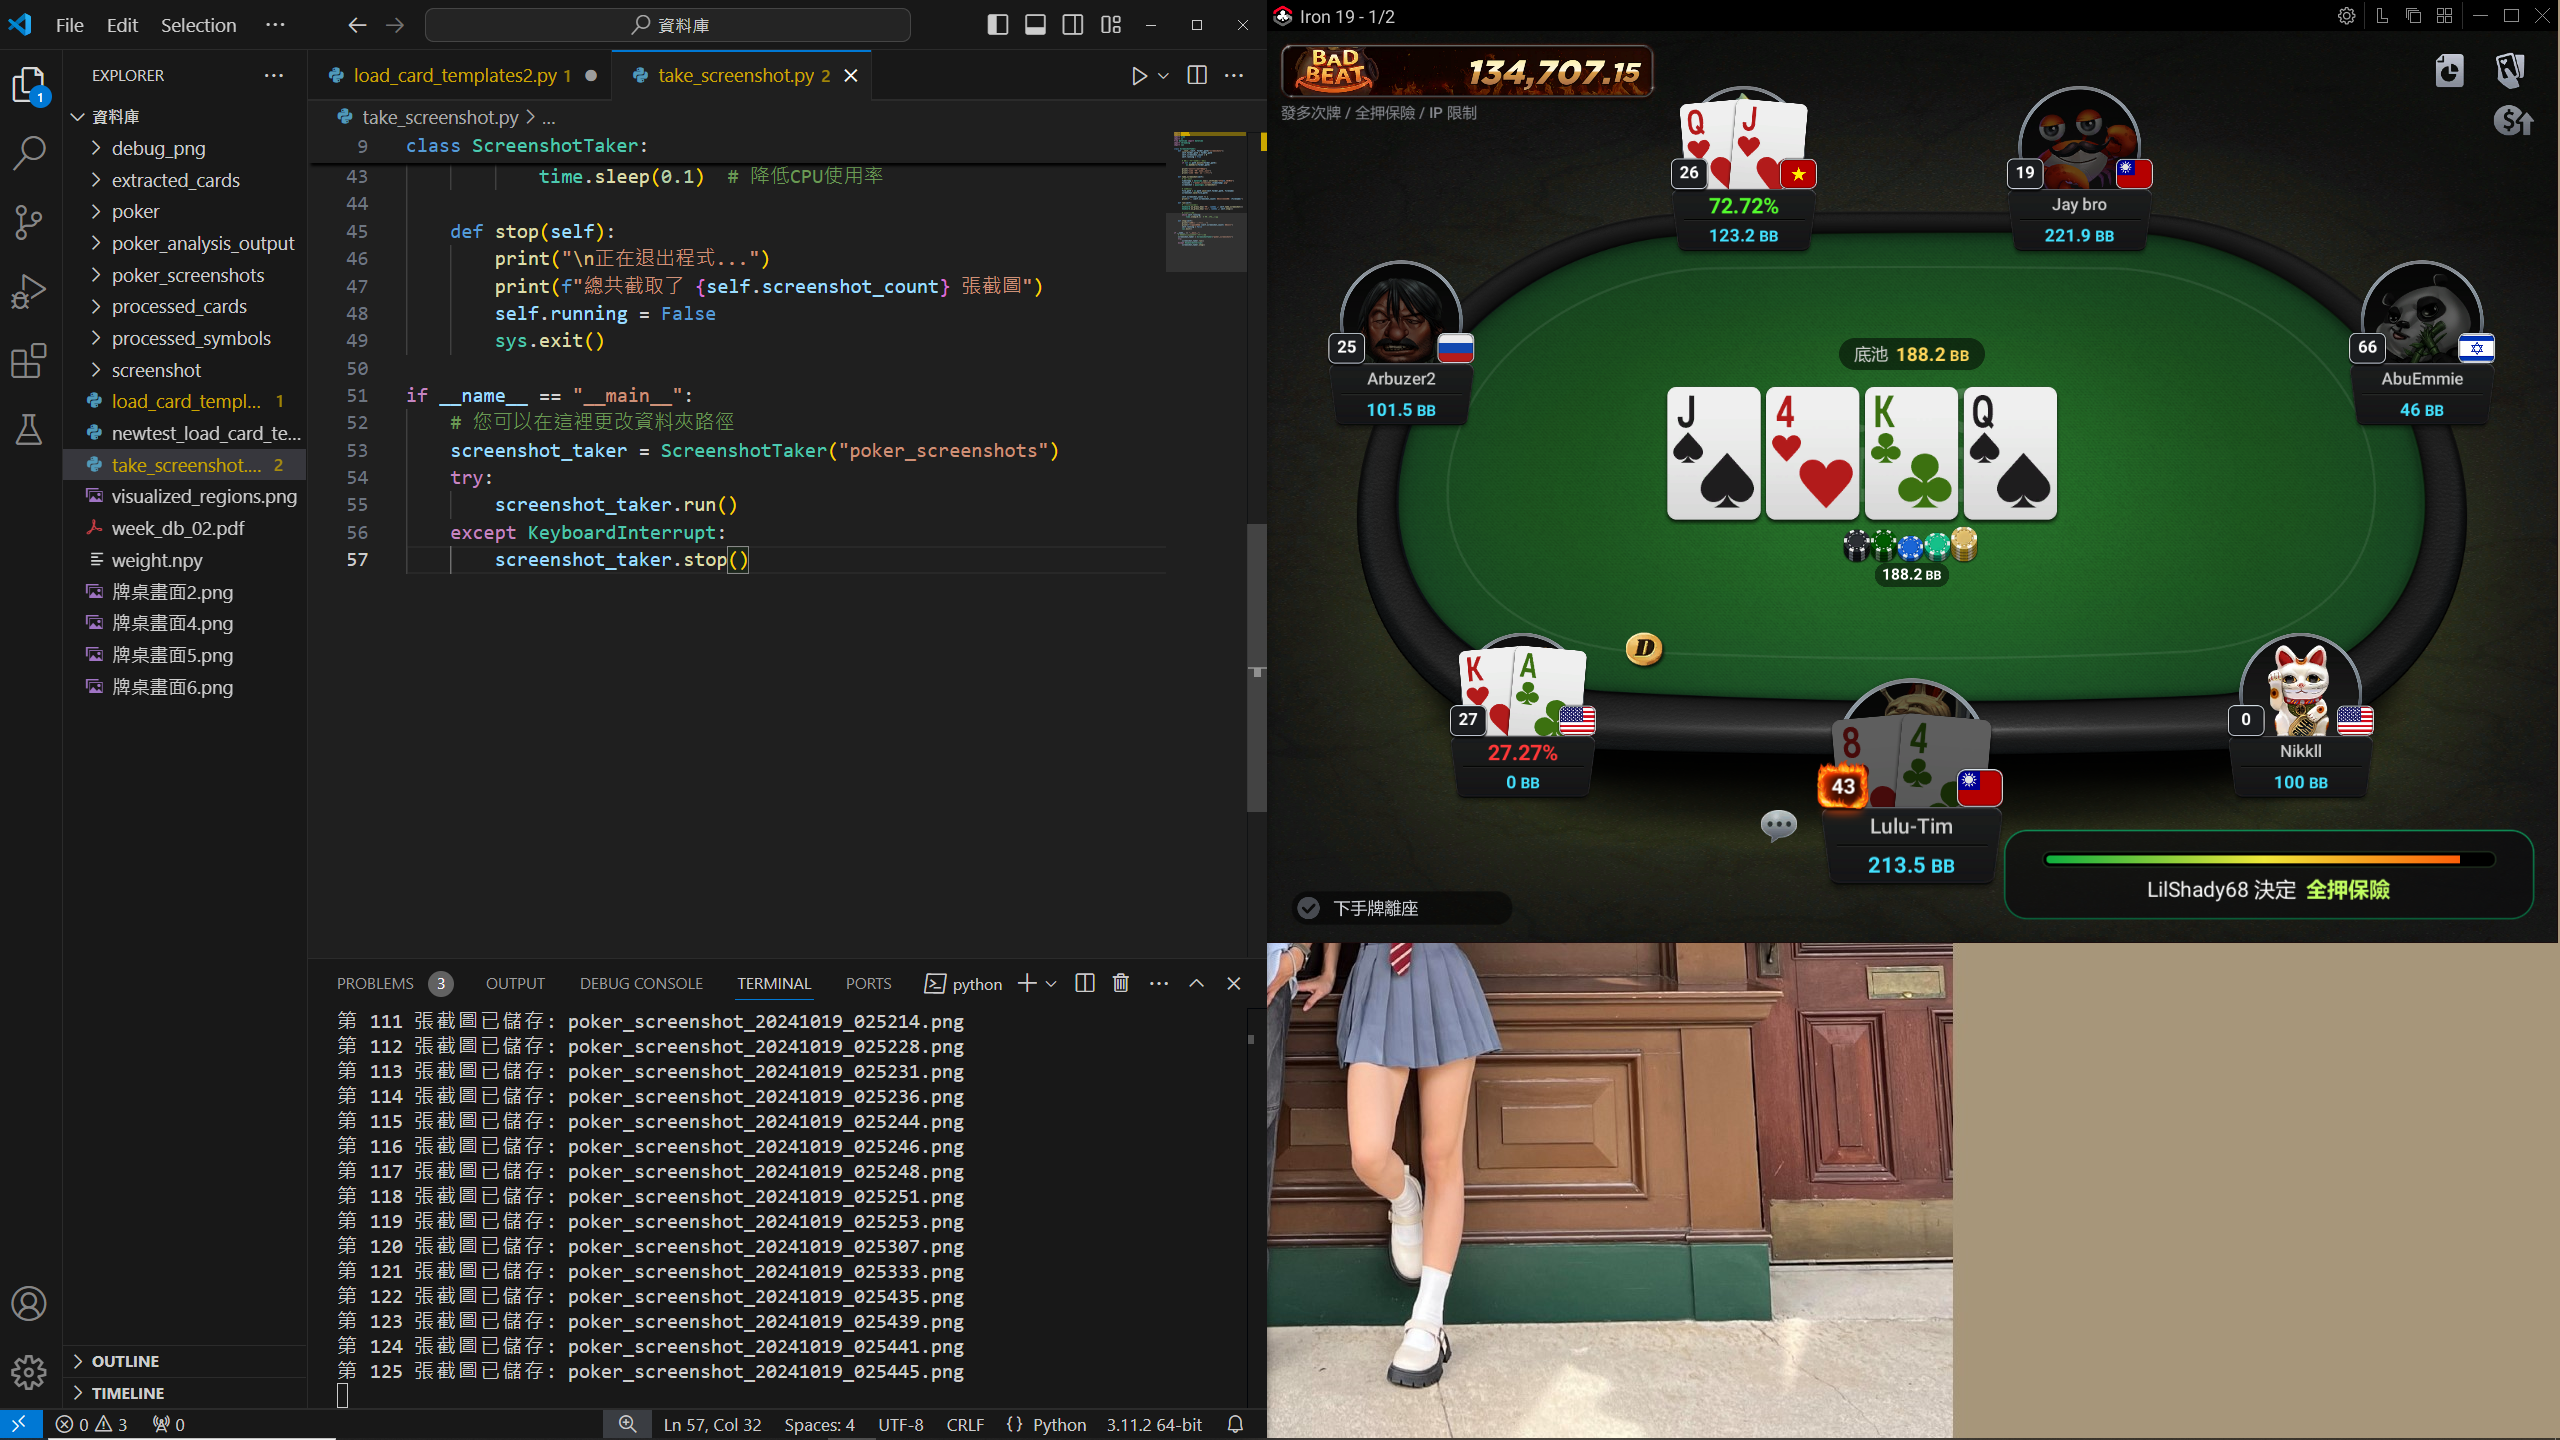 File Edit Selection ...
資料庫
EXPLORER
資料庫
debug_png
extracted_cards
poker
poker_analysis_output
poker_screenshots
processed_cards
processed_symbols
screenshot
load_card_templ... 1
newtest_load_card_te...
take_screenshot.... 2
visualized_regions.png
week_db_02.pdf
weight.npy
牌桌畫面2.png
牌桌畫面4.png
牌桌畫面5.png
牌桌畫面6.png
OUTLINE
TIMELINE
1
load_card_templates2.py 1
take_screenshot.py 2
take_screenshot.py > ...
9 class ScreenshotTaker:
43 time.sleep(0.1) # 降低CPU使用率
44
45 def stop(self):
46 print("\n正在退出程式...")
47 print(f"總共截取了 {self.screenshot_count} 張截圖")
48 self.running = False
49 sys.exit()
50
51 if __name__ == "__main__":
52 # 您可以在這裡更改資料夾路徑
53 screenshot_taker = ScreenshotTaker("poker_screenshots")
54 try:
55 screenshot_taker.run()
56 except KeyboardInterrupt:
57 screenshot_taker.stop()
PROBLEMS 3 OUTPUT DEBUG CONSOLE TERMINAL PORTS python
第 111 張截圖已儲存: poker_screenshot_20241019_025214.png
第 112 張截圖已儲存: poker_screenshot_20241019_025228.png
第 113 張截圖已儲存: poker_screenshot_20241019_025231.png
第 114 張截圖已儲存: poker_screenshot_20241019_025236.png
第 115 張截圖已儲存: poker_screenshot_20241019_025244.png
第 116 張截圖已儲存: poker_screenshot_20241019_025246.png
第 117 張截圖已儲存: poker_screenshot_20241019_025248.png
第 118 張截圖已儲存: poker_screenshot_20241019_025251.png
第 119 張截圖已儲存: poker_screenshot_20241019_025253.png
第 120 張截圖已儲存: poker_screenshot_20241019_025307.png
第 121 張截圖已儲存: poker_screenshot_20241019_025333.png
第 122 張截圖已儲存: poker_screenshot_20241019_025435.png
第 123 張截圖已儲存: poker_screenshot_20241019_025439.png
第 124 張截圖已儲存: poker_screenshot_20241019_025441.png
第 125 張截圖已儲存: poker_screenshot_20241019_025445.png
0 3 0
Ln 57, Col 32 Spaces: 4 UTF-8 CRLF {} Python 3.11.2 64-bit
Iron 19 - 1/2
BAD BEAT 134,707.15
發多次牌 / 全押保險 / IP 限制
Q J
26
72.72%
123.2 BB
19
Jay bro
221.9 BB
25
Arbuzer2
101.5 BB
66
AbuEmmie
46 BB
底池 188.2 BB
J 4 K Q
188.2 BB
D
K A
27
27.27%
0 BB
8 4
43
Lulu-Tim
213.5 BB
0
Nikkll
100 BB
LilShady68 決定 全押保險
下手牌離座